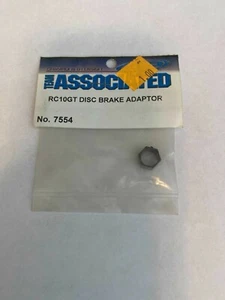 TEAM ASSOCIATED
RC10GT DISC BRAKE ADAPTOR
No. 7554